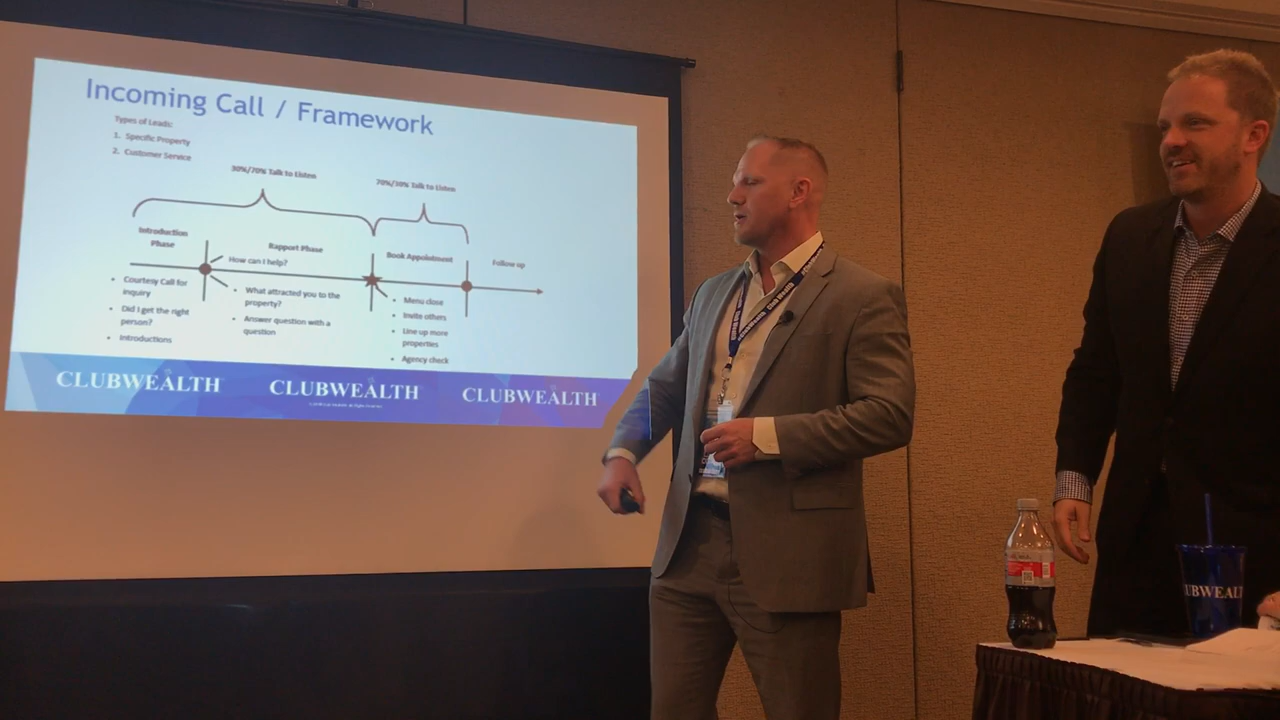 Incoming Call / Framework
Types of Leads:
1. Specific Property
2. Customer Service
30%/70% Talk to Listen
70%/30% Talk to Listen
Introduction
Phase
Rapport Phase
Book Appointment
Follow up
How can I help?
• Courtesy Call for
inquiry
• Did I get the right
person?
• Introductions
• What attracted you to the
property?
• Answer question with a
question
• Menu close
• Invite others
• Line up more
properties
• Agency check
CLUBWEALTH
CLUBWEALTH
CLUBWEALTH
Club Wealth
UBWEAL